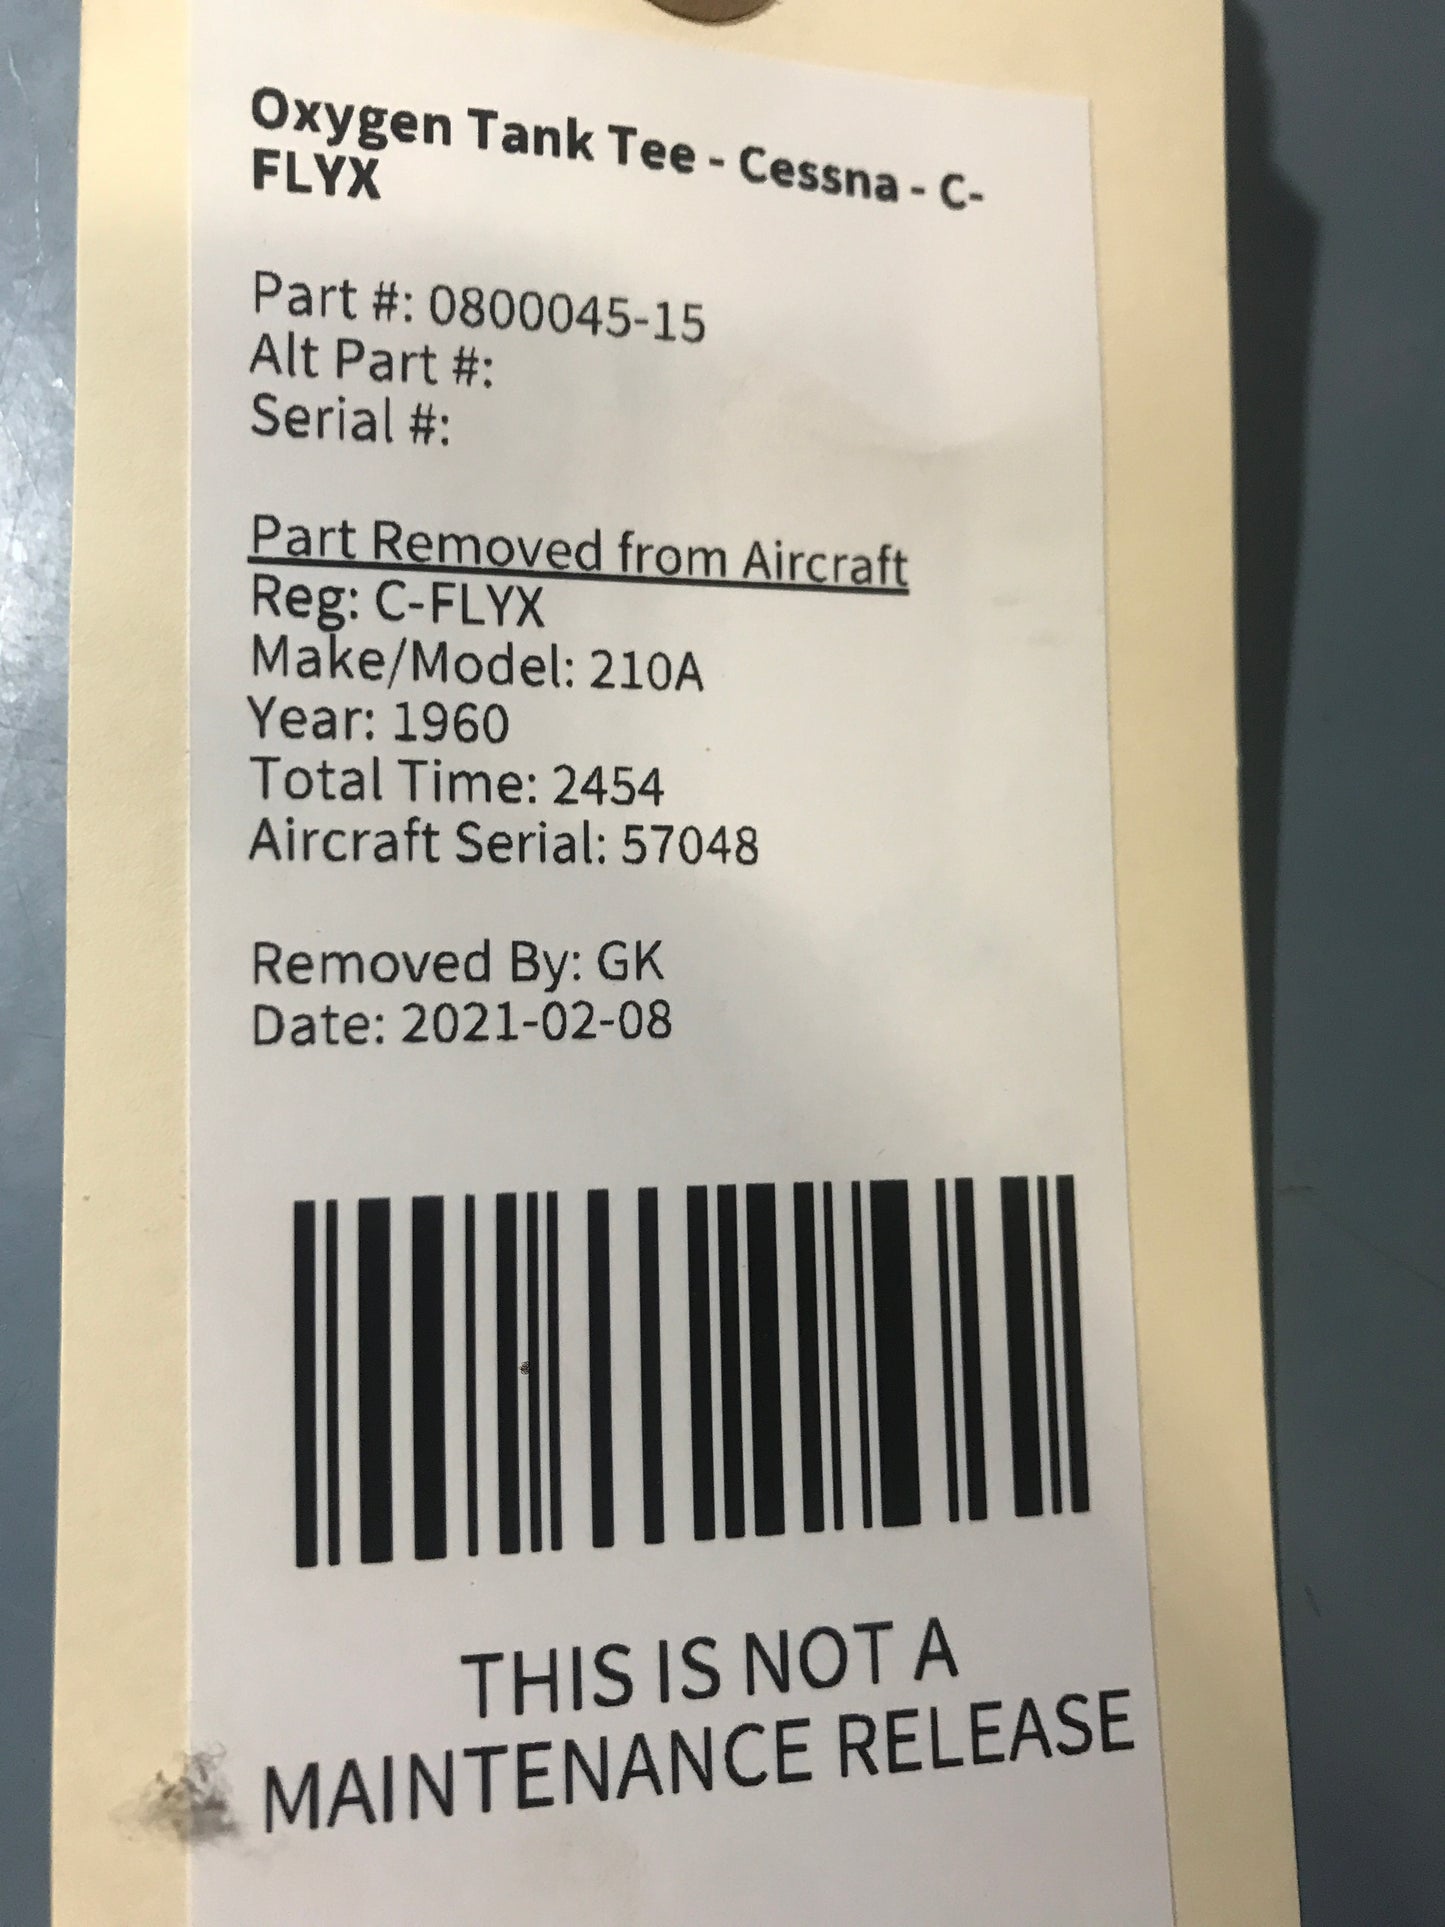 Oxygen Tank Tee - Cessna - C-
FLYX
Part #: 0800045-15
Alt Part #:
Serial #:
Part Removed from Aircraft
Reg: C-FLYX
Make/Model: 210A
Year: 1960
Total Time: 2454
Aircraft Serial: 57048
Removed By: GK
Date: 2021-02-08
THIS IS NOT A
MAINTENANCE RELEASE